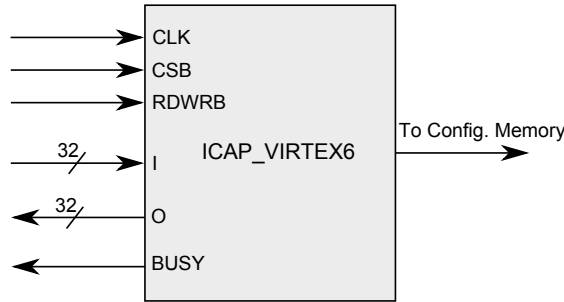 CLK
CSB
RDWRB
ICAP_VIRTEX6
To Config. Memory
32
I
32
O
BUSY